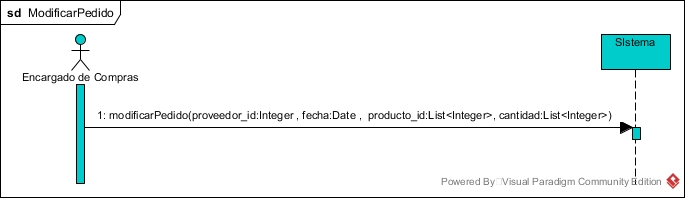 sd ModificarPedido
Encargado de Compras
SIstema
1: modificarPedido(proveedor_id:Integer , fecha:Date , producto_id:List<Integer>, cantidad:List<Integer>)
Powered By Visual Paradigm Community Edition